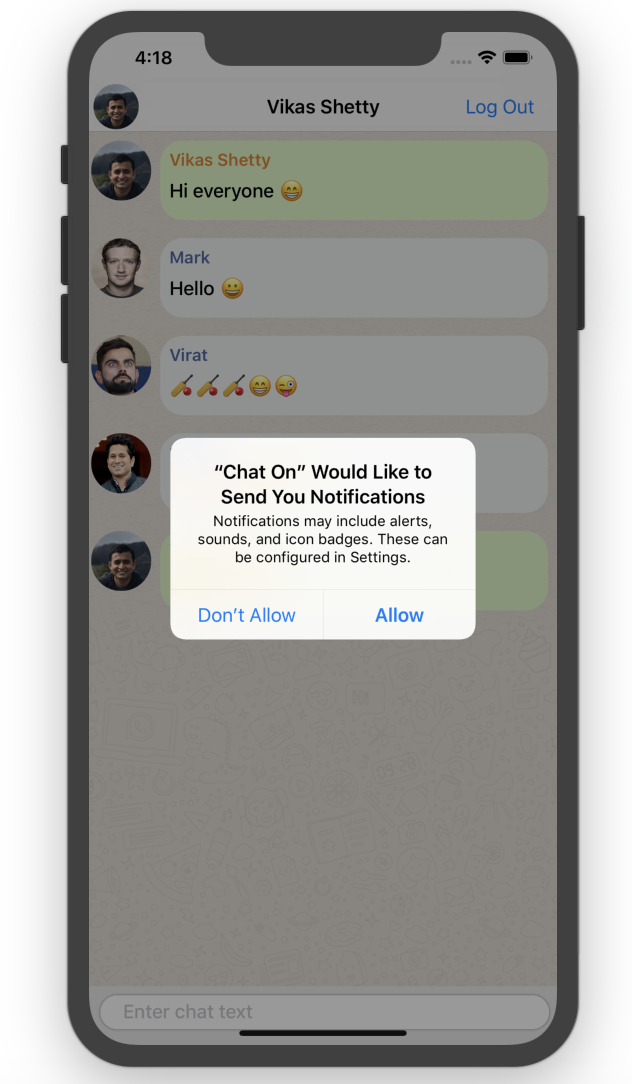 4:18
Vikas Shetty
Log Out
Vikas Shetty
Hi everyone 😁
Mark
Hello 😀
Virat
🏏🏏🏏😁😜
“Chat On” Would Like to
Send You Notifications
Notifications may include alerts,
sounds, and icon badges. These can
be configured in Settings.
Don’t Allow
Allow
09:28
Enter chat text